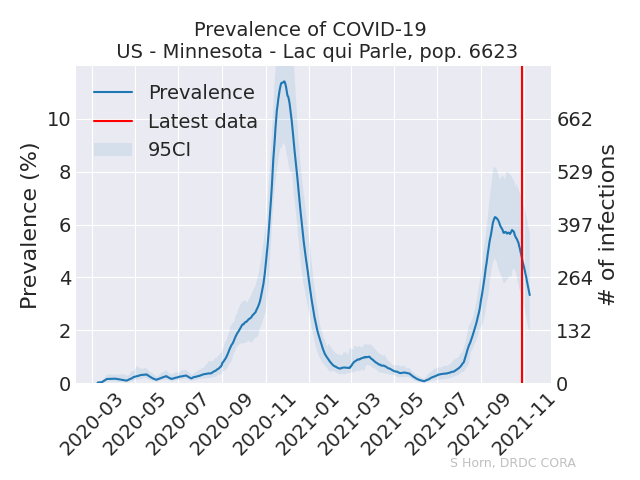 Prevalence of COVID-19
US - Minnesota - Lac qui Parle, pop. 6623
Prevalence
Latest data
95CI
Prevalence (%)
10
8
6
4
2
0
662
529
397
264
132
0
# of infections
2020-03
2020-05
2020-07
2020-09
2020-11
2021-01
2021-03
2021-05
2021-07
2021-09
2021-11
S Horn, DRDC CORA